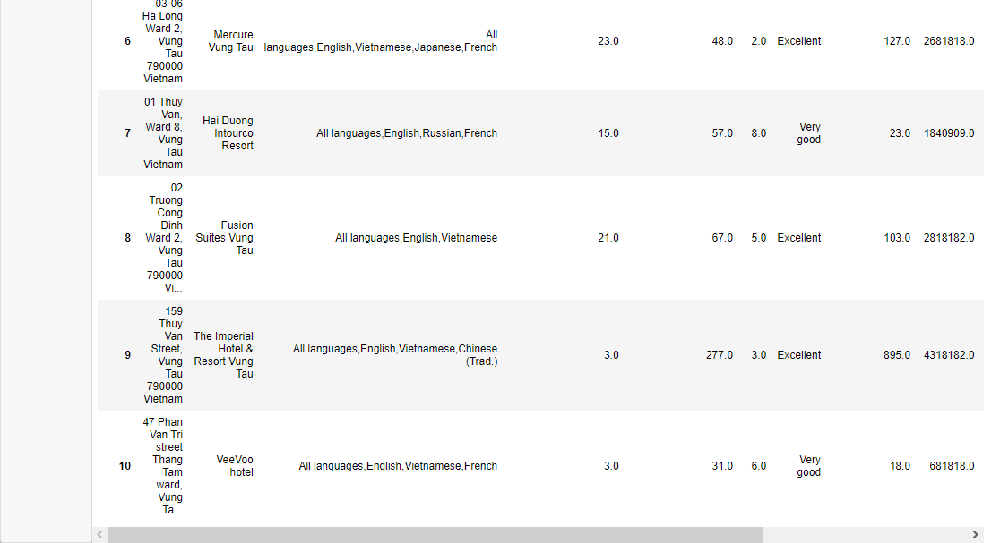 03-06
Ha Long
Ward 2,
Vung
Tau
790000
Vietnam
6
Mercure
Vung Tau
All
languages,English,Vietnamese,Japanese,French
23.0
48.0
2.0
Excellent
127.0
2681818.0
01 Thuy
Van,
Ward 8,
Vung
Tau
Vietnam
7
Hai Duong
Intourco
Resort
All languages,English,Russian,French
15.0
57.0
8.0
Very
good
23.0
1840909.0
02
Truong
Cong
Dinh
Ward 2,
Vung
Tau
790000
Vi...
8
Fusion
Suites Vung
Tau
All languages,English,Vietnamese
21.0
67.0
5.0
Excellent
103.0
2818182.0
159
Thuy
Van
Street,
Vung
Tau
790000
Vietnam
9
The Imperial
Hotel &
Resort Vung
Tau
All languages,English,Vietnamese,Chinese
(Trad.)
3.0
277.0
3.0
Excellent
895.0
4318182.0
47 Phan
Van Tri
street
Thang
Tam
ward,
Vung
Ta...
10
VeeVoo
hotel
All languages,English,Vietnamese,French
3.0
31.0
6.0
Very
good
18.0
681818.0